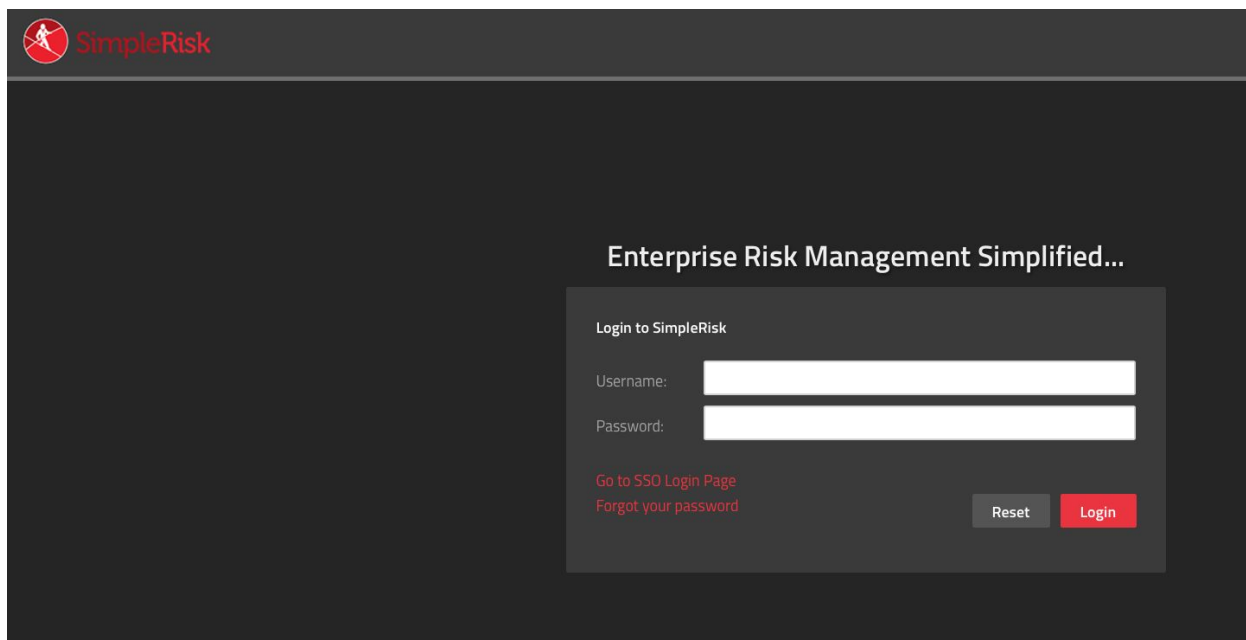 SimpleRisk
Enterprise Risk Management Simplified...
Login to SimpleRisk
Username:
Password:
Go to SSO Login Page
Forgot your password
Reset Login